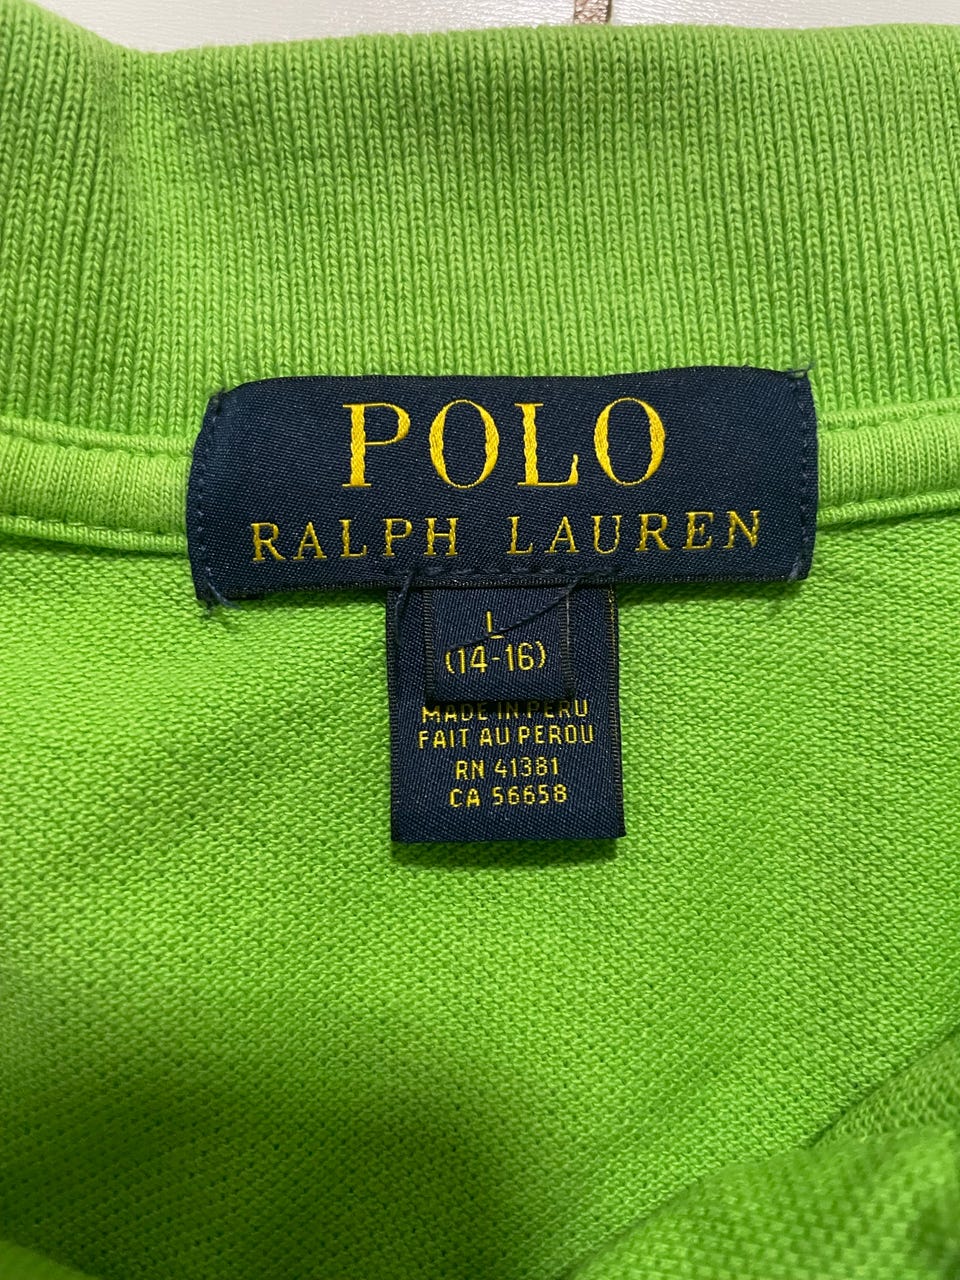 POLO
RALPH LAUREN
L
(14-16)
MADE IN PERU
FAIT AU PEROU
RN 41381
CA 56658